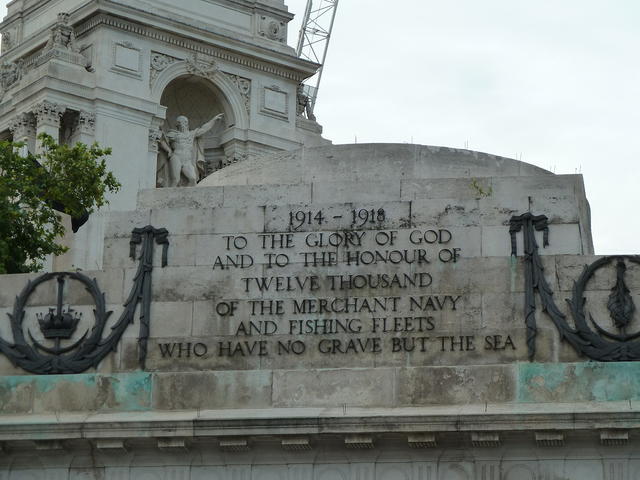 1914 - 1918
TO THE GLORY OF GOD
AND TO THE HONOUR OF
TWELVE THOUSAND
OF THE MERCHANT NAVY
AND FISHING FLEETS
WHO HAVE NO GRAVE BUT THE SEA